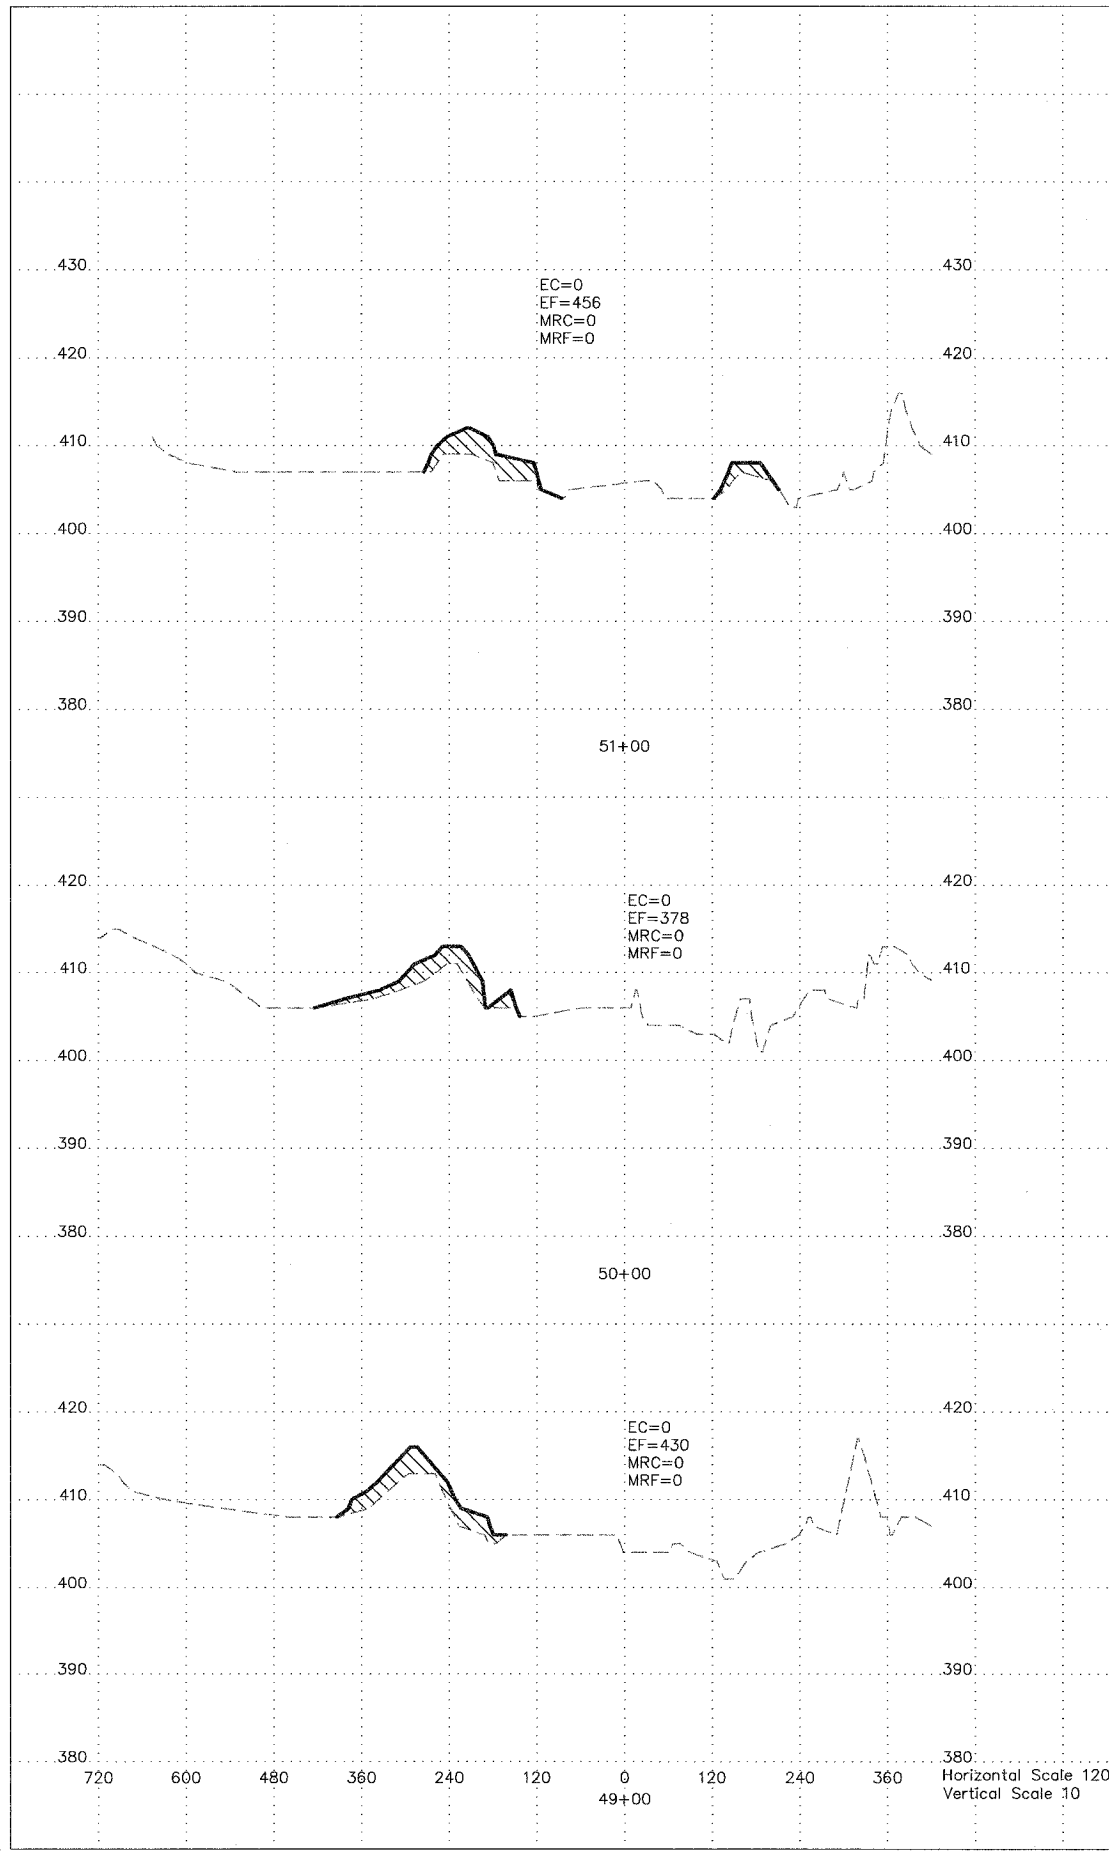 430 430
EC=0
EF=456
MRC=0
MRF=0
420 420
410 410
400 400
390 390
380 380
51+00
420 420
EC=0
EF=378
MRC=0
MRF=0
410 410
400 400
390 390
380 380
50+00
420 420
EC=0
EF=430
MRC=0
MRF=0
410 410
400 400
390 390
380 380
720 600 480 360 240 120 0 120 240 360 Horizontal Scale 120
49+00 Vertical Scale 10